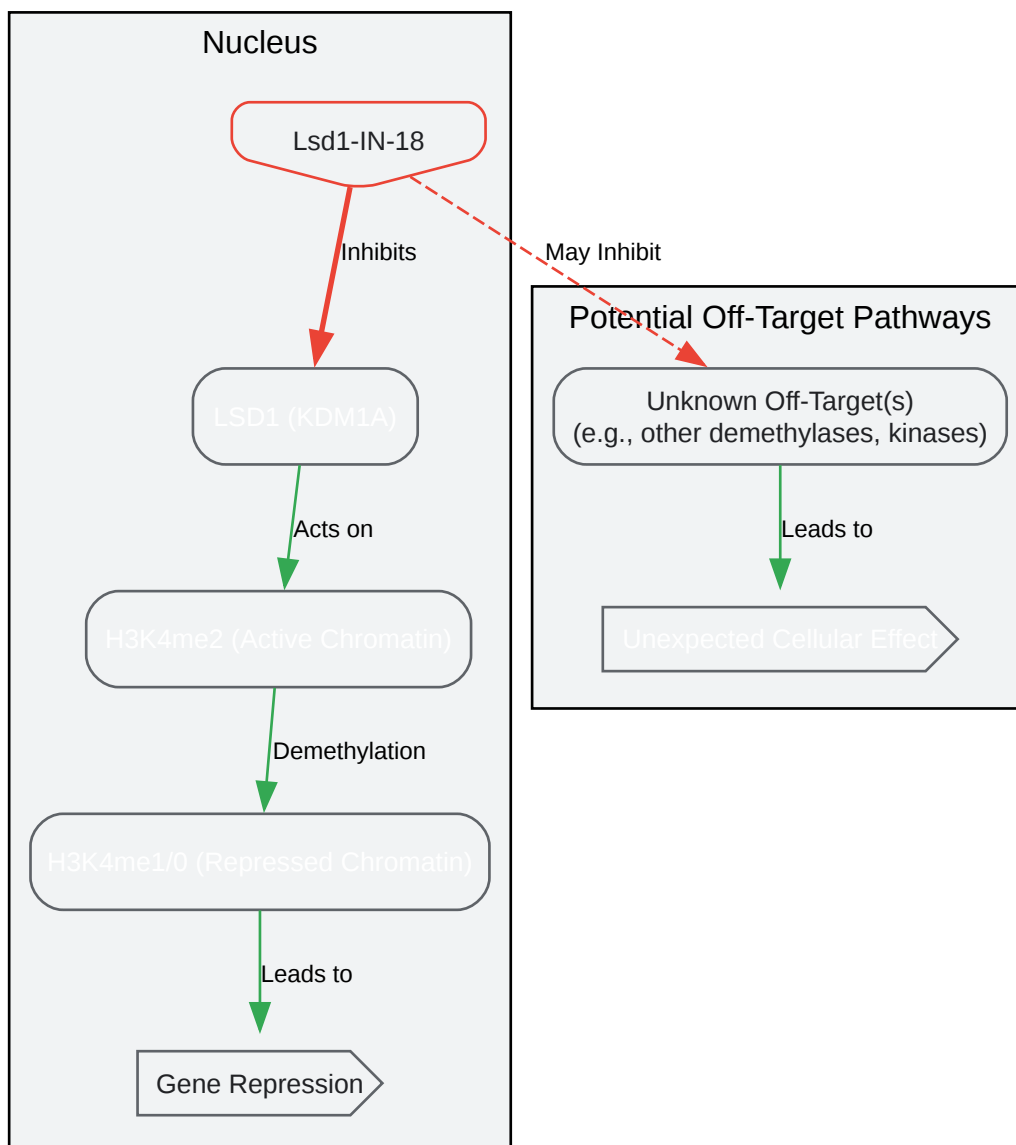 Nucleus
Lsd1-IN-18
Inhibits
May Inhibit
LSD1 (KDM1A)
Acts on
H3K4me2 (Active Chromatin)
Demethylation
H3K4me1/0 (Repressed Chromatin)
Leads to
Gene Repression
Potential Off-Target Pathways
Unknown Off-Target(s)
(e.g., other demethylases, kinases)
Leads to
Unexpected Cellular Effect